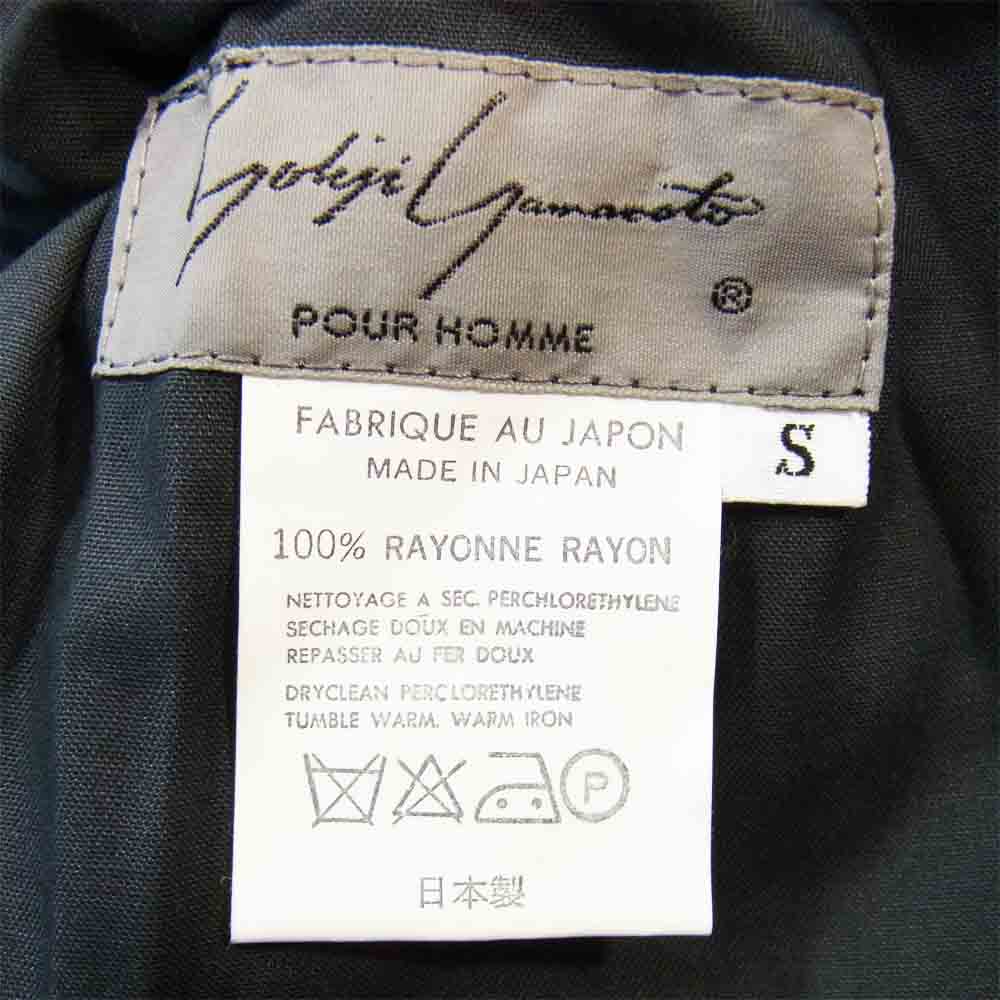 Yohji Yamamoto
®
POUR HOMME
S
FABRIQUE AU JAPON
MADE IN JAPAN
100% RAYONNE RAYON
NETTOYAGE A SEC. PERCHLORETHYLENE
SECHAGE DOUX EN MACHINE
REPASSER AU FER DOUX
DRYCLEAN PERCLORETHYLENE
TUMBLE WARM. WARM IRON
P
日本製